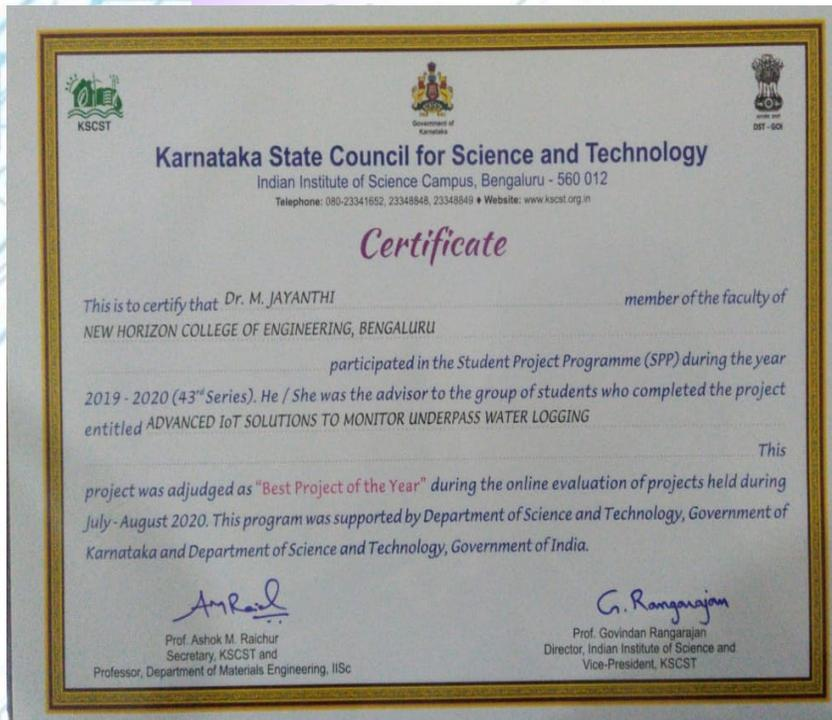 KSCST
Government of
Karnataka
DST - GOI
Karnataka State Council for Science and Technology
Indian Institute of Science Campus, Bengaluru - 560 012
Telephone: 080-23341652, 23348848, 23348849 ♦ Website: www.kscst.org.in
Certificate
This is to certify that Dr. M. JAYANTHI member of the faculty of
NEW HORIZON COLLEGE OF ENGINEERING, BENGALURU
participated in the Student Project Programme (SPP) during the year
2019 - 2020 (43rd Series). He / She was the advisor to the group of students who completed the project
entitled ADVANCED IoT SOLUTIONS TO MONITOR UNDERPASS WATER LOGGING
This
project was adjudged as "Best Project of the Year" during the online evaluation of projects held during
July - August 2020. This program was supported by Department of Science and Technology, Government of
Karnataka and Department of Science and Technology, Government of India.
G. Rangarajan
Prof. Ashok M. Raichur
Secretary, KSCST and
Professor, Department of Materials Engineering, IISc
Prof. Govindan Rangarajan
Director, Indian Institute of Science and
Vice-President, KSCST